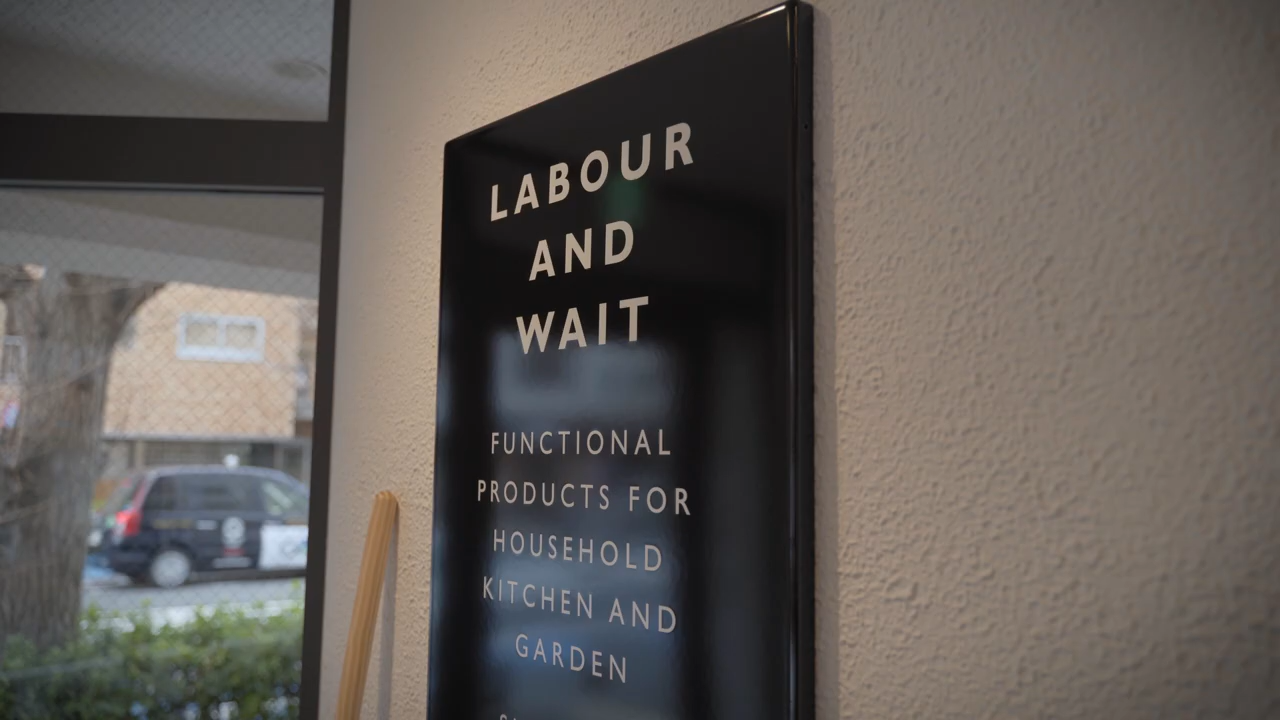 LABOUR
AND
WAIT
FUNCTIONAL
PRODUCTS FOR
HOUSEHOLD
KITCHEN AND
GARDEN